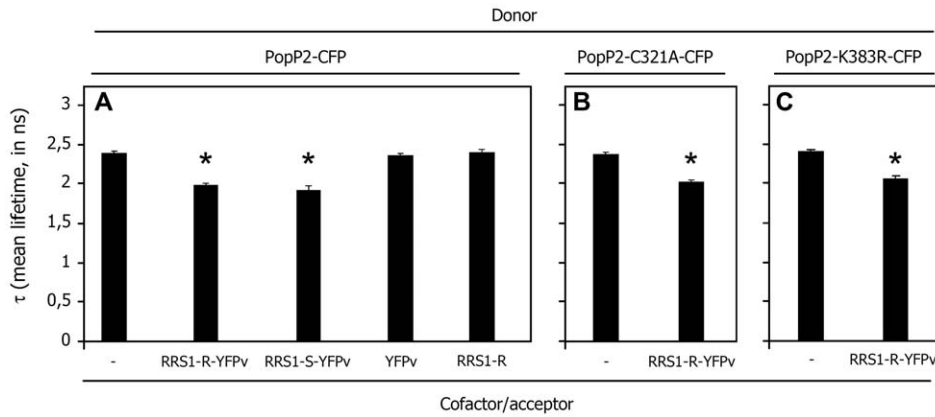 Donor
PopP2-CFP
PopP2-C321A-CFP
PopP2-K383R-CFP
A
B
C
τ (mean lifetime, in ns)
3
2,5
2
1,5
1
0,5
0
* *
*
*
- RRS1-R-YFPv RRS1-S-YFPv YFPv RRS1-R
- RRS1-R-YFPv
- RRS1-R-YFPv
Cofactor/acceptor